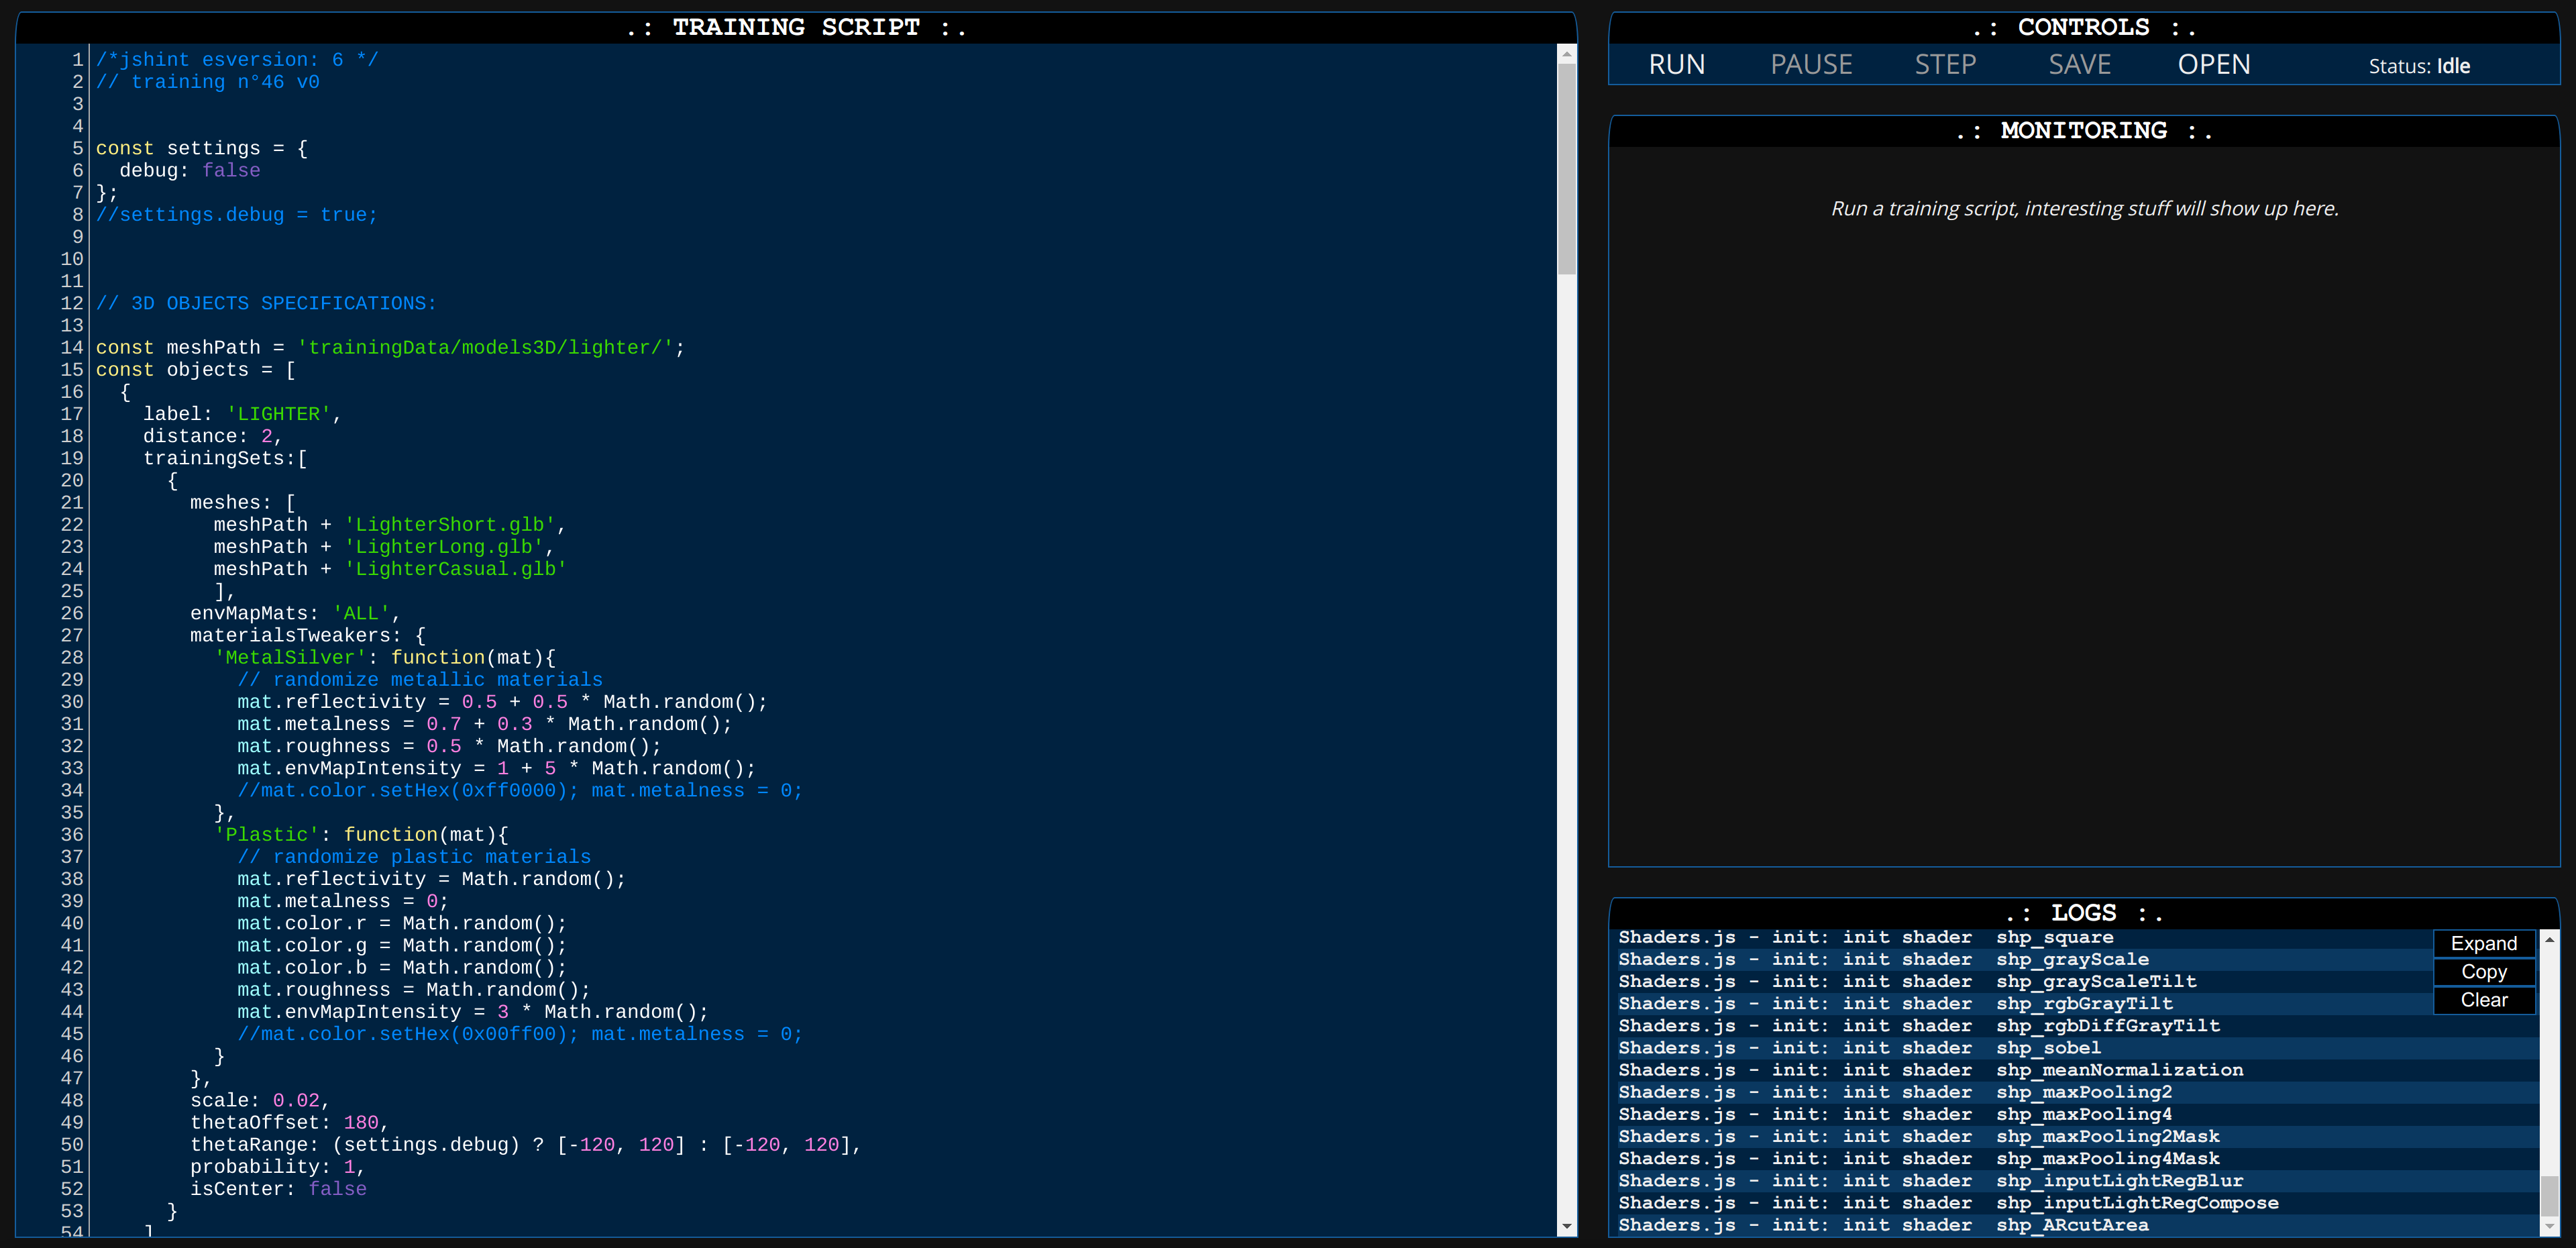 .: TRAINING SCRIPT :.
1 /*jshint esversion: 6 */
2 // training n°46 v0
3
4
5 const settings = {
6   debug: false
7 };
8 //settings.debug = true;
9
10
11
12 // 3D OBJECTS SPECIFICATIONS:
13
14 const meshPath = 'trainingData/models3D/lighter/';
15 const objects = [
16   {
17     label: 'LIGHTER',
18     distance: 2,
19     trainingSets:[
20       {
21         meshes: [
22           meshPath + 'LighterShort.glb',
23           meshPath + 'LighterLong.glb',
24           meshPath + 'LighterCasual.glb'
25           ],
26         envMapMats: 'ALL',
27         materialsTweakers: {
28           'MetalSilver': function(mat){
29             // randomize metallic materials
30             mat.reflectivity = 0.5 + 0.5 * Math.random();
31             mat.metalness = 0.7 + 0.3 * Math.random();
32             mat.roughness = 0.5 * Math.random();
33             mat.envMapIntensity = 1 + 5 * Math.random();
34             //mat.color.setHex(0xff0000); mat.metalness = 0;
35           },
36           'Plastic': function(mat){
37             // randomize plastic materials
38             mat.reflectivity = Math.random();
39             mat.metalness = 0;
40             mat.color.r = Math.random();
41             mat.color.g = Math.random();
42             mat.color.b = Math.random();
43             mat.roughness = Math.random();
44             mat.envMapIntensity = 3 * Math.random();
45             //mat.color.setHex(0x00ff00); mat.metalness = 0;
46           }
47         },
48         scale: 0.02,
49         thetaOffset: 180,
50         thetaRange: (settings.debug) ? [-120, 120] : [-120, 120],
51         probability: 1,
52         isCenter: false
53       }
54     ]
.: CONTROLS :.
RUN PAUSE STEP SAVE OPEN Status: Idle
.: MONITORING :.
Run a training script, interesting stuff will show up here.
.: LOGS :.
Shaders.js - init: init shader  shp_square
Shaders.js - init: init shader  shp_grayScale
Shaders.js - init: init shader  shp_grayScaleTilt
Shaders.js - init: init shader  shp_rgbGrayTilt
Shaders.js - init: init shader  shp_rgbDiffGrayTilt
Shaders.js - init: init shader  shp_sobel
Shaders.js - init: init shader  shp_meanNormalization
Shaders.js - init: init shader  shp_maxPooling2
Shaders.js - init: init shader  shp_maxPooling4
Shaders.js - init: init shader  shp_maxPooling2Mask
Shaders.js - init: init shader  shp_maxPooling4Mask
Shaders.js - init: init shader  shp_inputLightRegBlur
Shaders.js - init: init shader  shp_inputLightRegCompose
Shaders.js - init: init shader  shp_ARcutArea
Expand
Copy
Clear